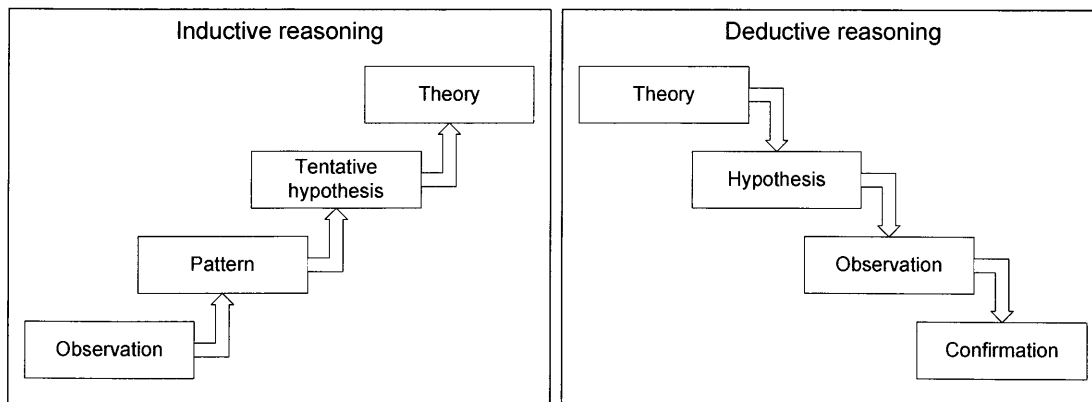 Inductive reasoning
Theory
Tentative
hypothesis
Pattern
Observation
Deductive reasoning
Theory
Hypothesis
Observation
Confirmation